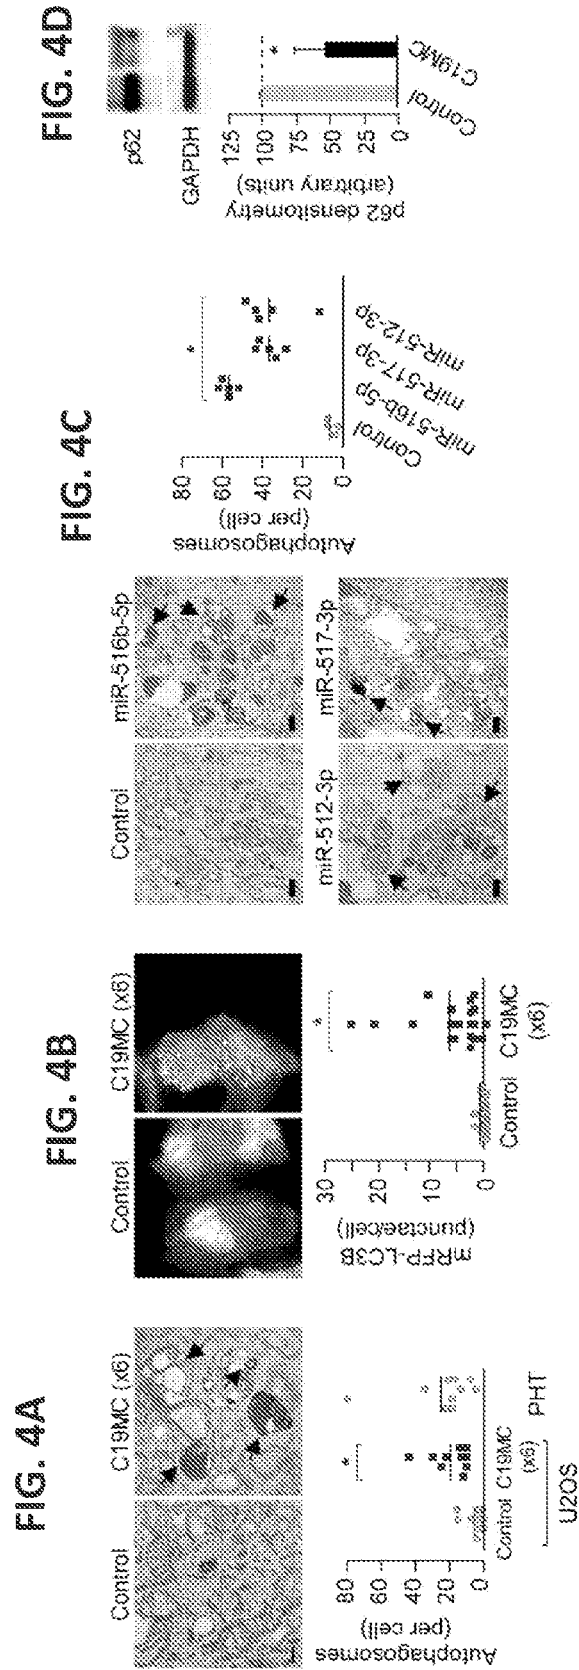 FIG. 4A
Control
C19MC (x6)
Autophagosomes
(per cell)
80
60
40
20
0
*
Control
C19MC
(x6)
PHT
U2OS
FIG. 4B
Control
C19MC (x6)
mRFP-LC3B
(punctae/cell)
30
20
10
0
*
Control
C19MC
(x6)
FIG. 4C
Control
miR-516b-5p
miR-512-3p
miR-517-3p
Autophagosomes
(per cell)
80
60
40
20
0
*
Control
miR-516b-5p
miR-517-3p
miR-512-3p
FIG. 4D
p62
GAPDH
p62 densitometry
(arbitrary units)
125
100
75
50
25
0
*
Control
C19MC